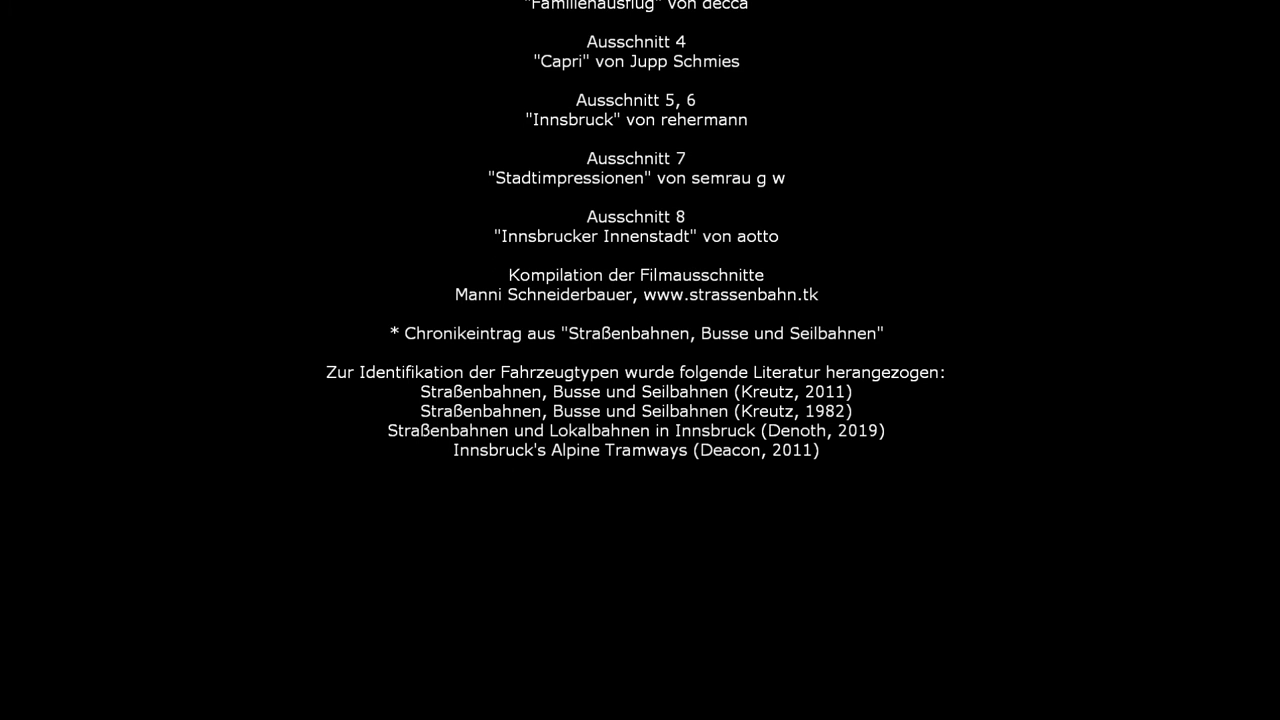 "Familienausflug" von decca
Ausschnitt 4
"Capri" von Jupp Schmies
Ausschnitt 5, 6
"Innsbruck" von rehermann
Ausschnitt 7
"Stadtimpressionen" von semrau g w
Ausschnitt 8
"Innsbrucker Innenstadt" von aotto
Kompilation der Filmausschnitte
Manni Schneiderbauer, www.strassenbahn.tk
* Chronikeintrag aus "Straßenbahnen, Busse und Seilbahnen"
Zur Identifikation der Fahrzeugtypen wurde folgende Literatur herangezogen:
Straßenbahnen, Busse und Seilbahnen (Kreutz, 2011)
Straßenbahnen, Busse und Seilbahnen (Kreutz, 1982)
Straßenbahnen und Lokalbahnen in Innsbruck (Denoth, 2019)
Innsbruck's Alpine Tramways (Deacon, 2011)